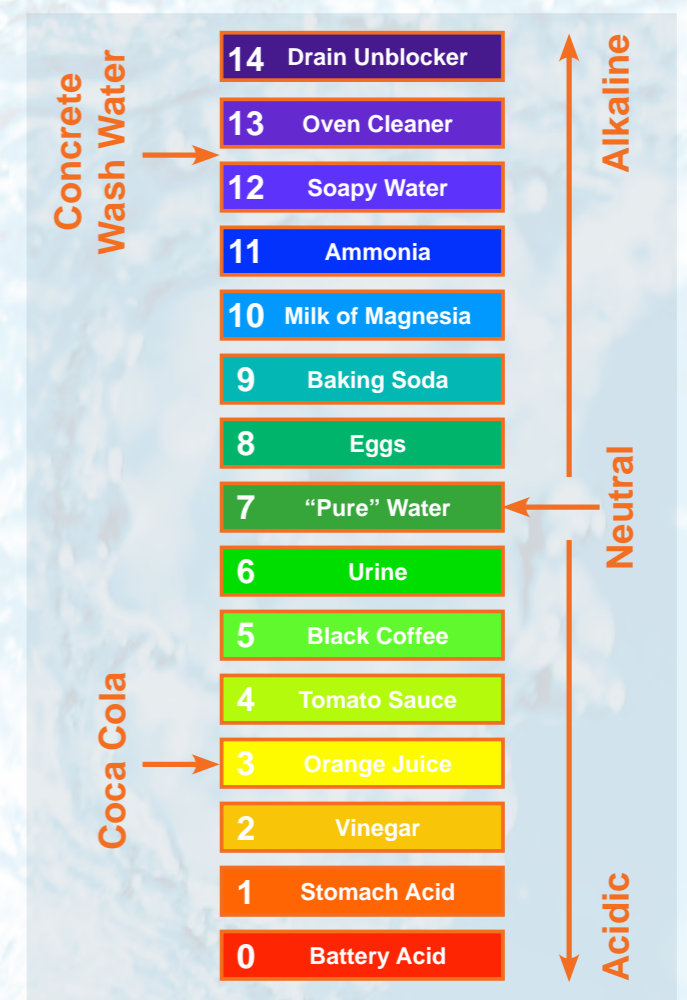 Concrete
Wash Water
Coca Cola
14 Drain Unblocker
13 Oven Cleaner
12 Soapy Water
11 Ammonia
10 Milk of Magnesia
9 Baking Soda
8 Eggs
7 “Pure” Water
6 Urine
5 Black Coffee
4 Tomato Sauce
3 Orange Juice
2 Vinegar
1 Stomach Acid
0 Battery Acid
Alkaline
Neutral
Acidic